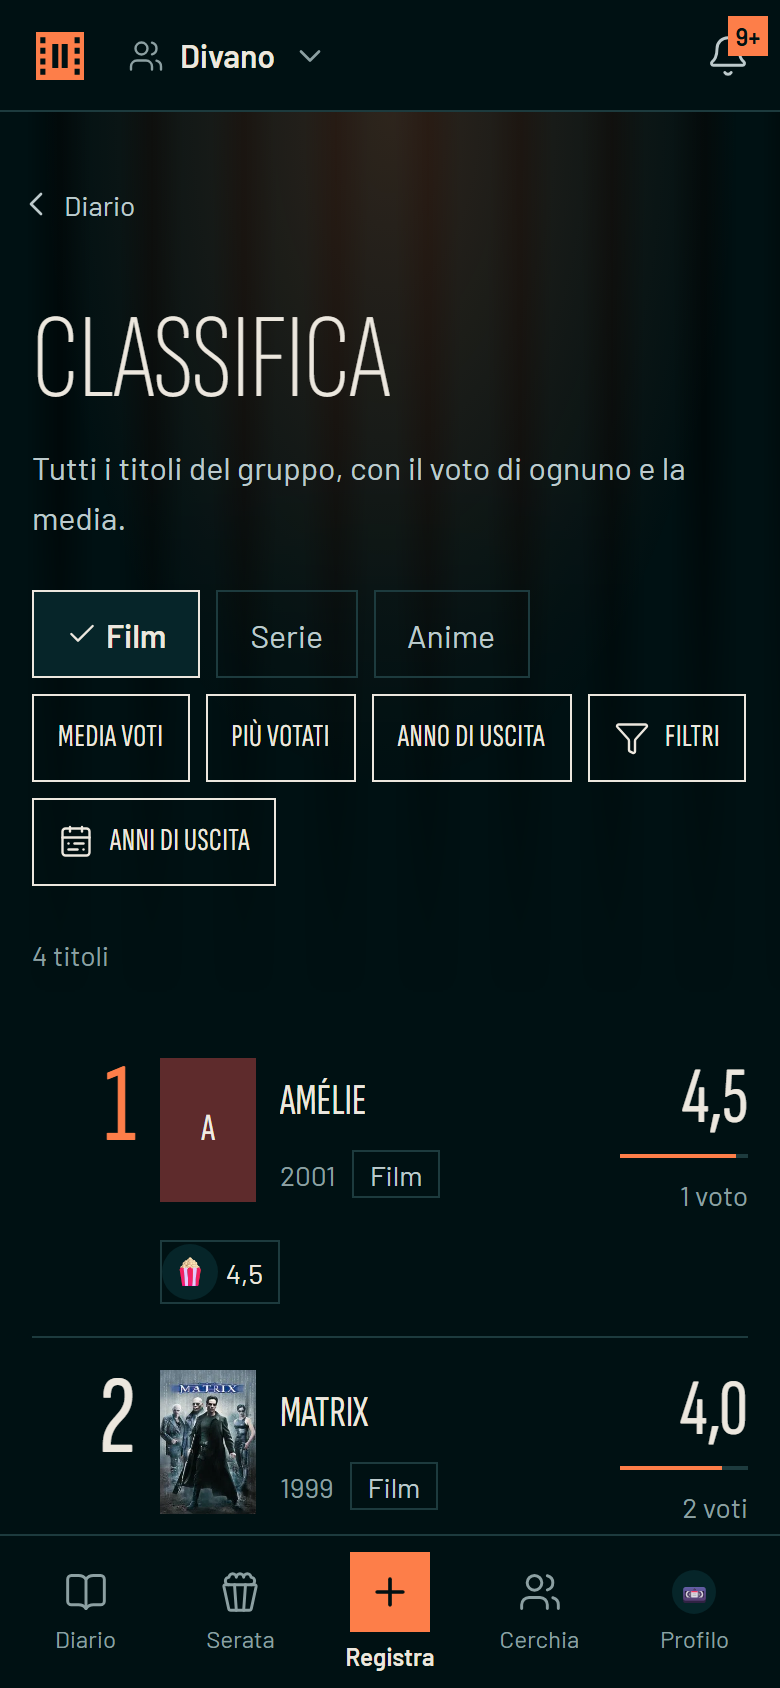 Divano
9+
Diario
CLASSIFICA
Tutti i titoli del gruppo, con il voto di ognuno e la
media.
Film
Serie
Anime
MEDIA VOTI
PIÙ VOTATI
ANNO DI USCITA
FILTRI
ANNI DI USCITA
4 titoli
1
A
AMÉLIE
2001
Film
4,5
1 voto
4,5
2
MATRIX
MATRIX
1999
Film
4,0
2 voti
Diario
Serata
Registra
Cerchia
Profilo